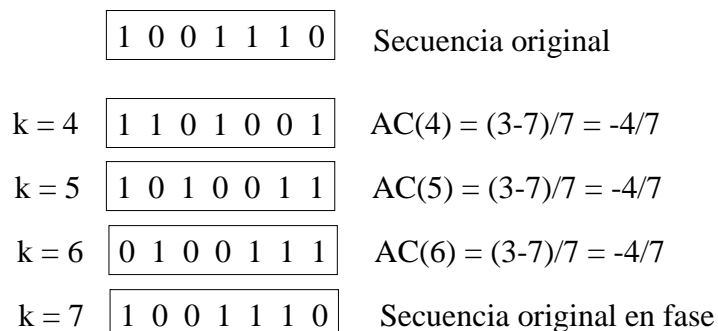 1 0 0 1 1 1 0 Secuencia original
k = 4 1 1 0 1 0 0 1 AC(4) = (3-7)/7 = -4/7
k = 5 1 0 1 0 0 1 1 AC(5) = (3-7)/7 = -4/7
k = 6 0 1 0 0 1 1 1 AC(6) = (3-7)/7 = -4/7
k = 7 1 0 0 1 1 1 0 Secuencia original en fase